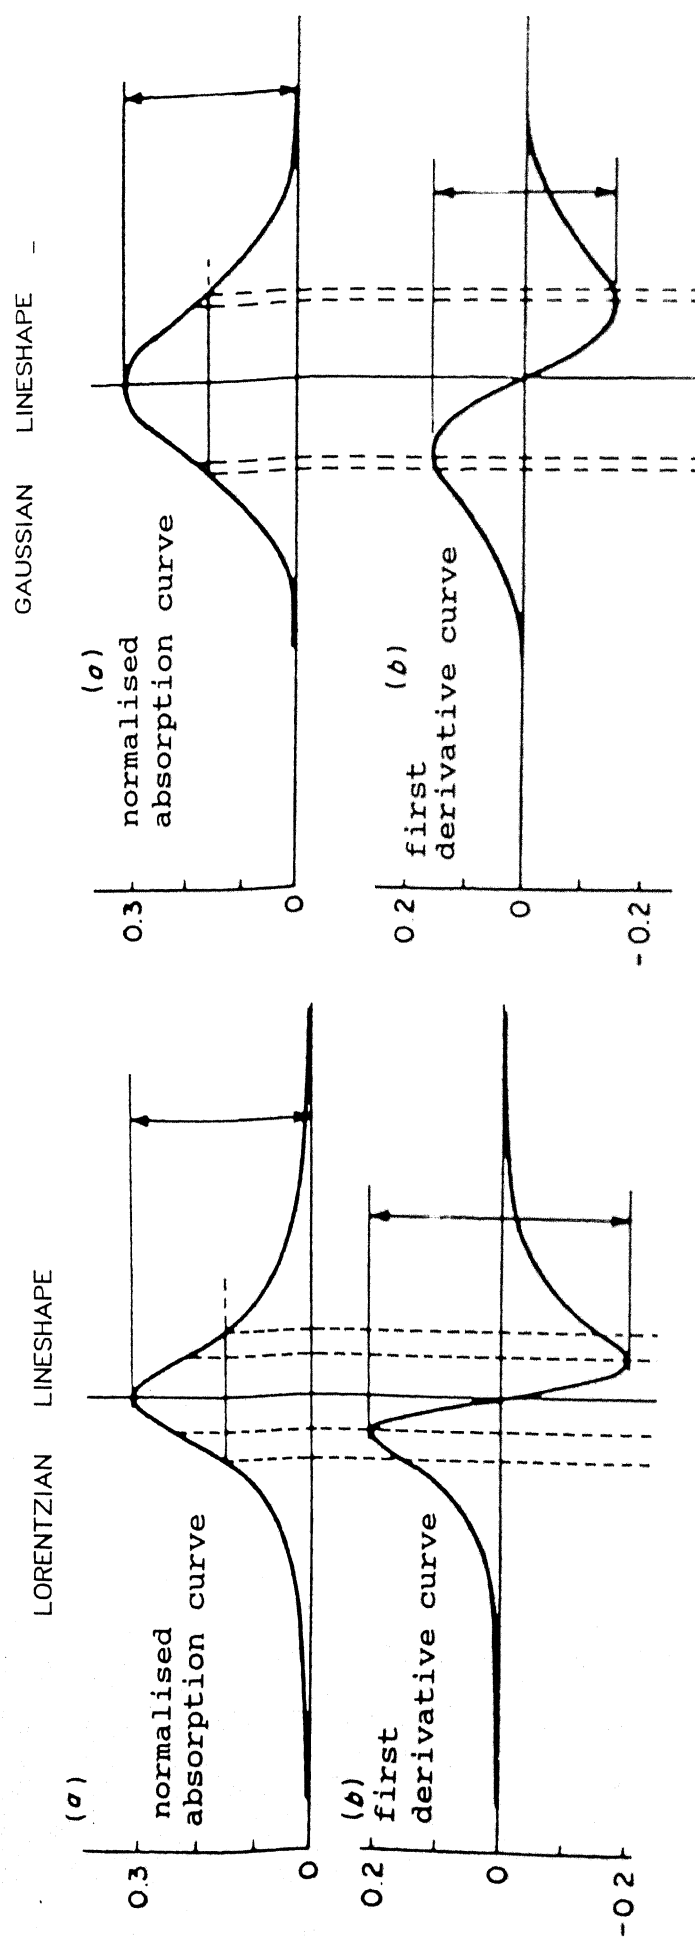 LORENTZIAN LINESHAPE
(a)
normalised
absorption curve
0.3
0
(b)
first
derivative curve
0.2
0
-0.2
GAUSSIAN LINESHAPE
(a)
normalised
absorption curve
0.3
0
(b)
first
derivative curve
0.2
0
-0.2